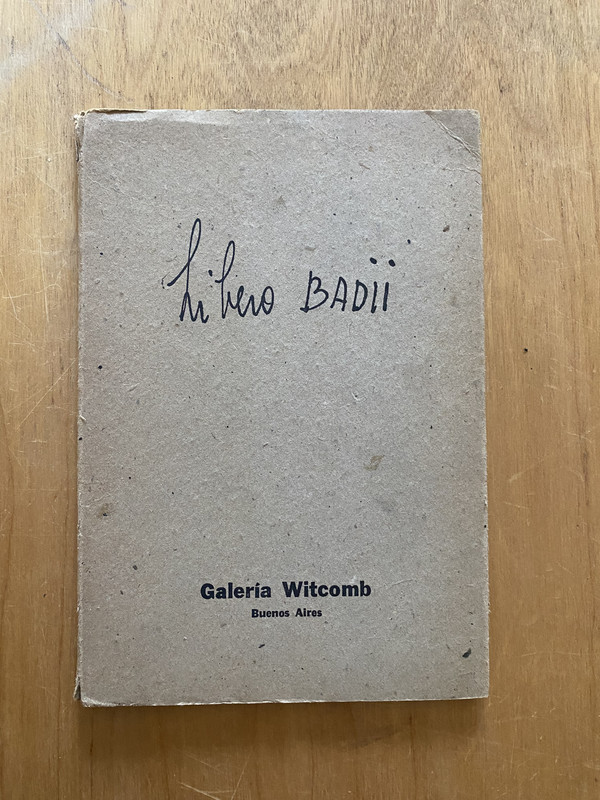 Libero BADII
Galería Witcomb
Buenos Aires